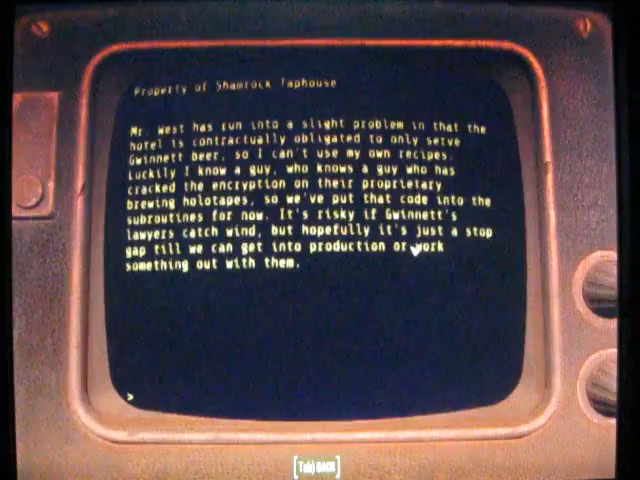 Property of Shamrock Taphouse
Mr. West has run into a slight problem in that the
hotel is contractually obligated to only serve
Gwinnett beer, so I can't use my own recipes.
Luckily I know a guy, who knows a guy who has
cracked the encryption on their proprietary
brewing holotapes, so we've put that code into the
subroutines for now. It's risky if Gwinnett's
lawyers catch wind, but hopefully it's just a stop
gap till we can get into production or work
something out with them.
>
[Tab) BACK]